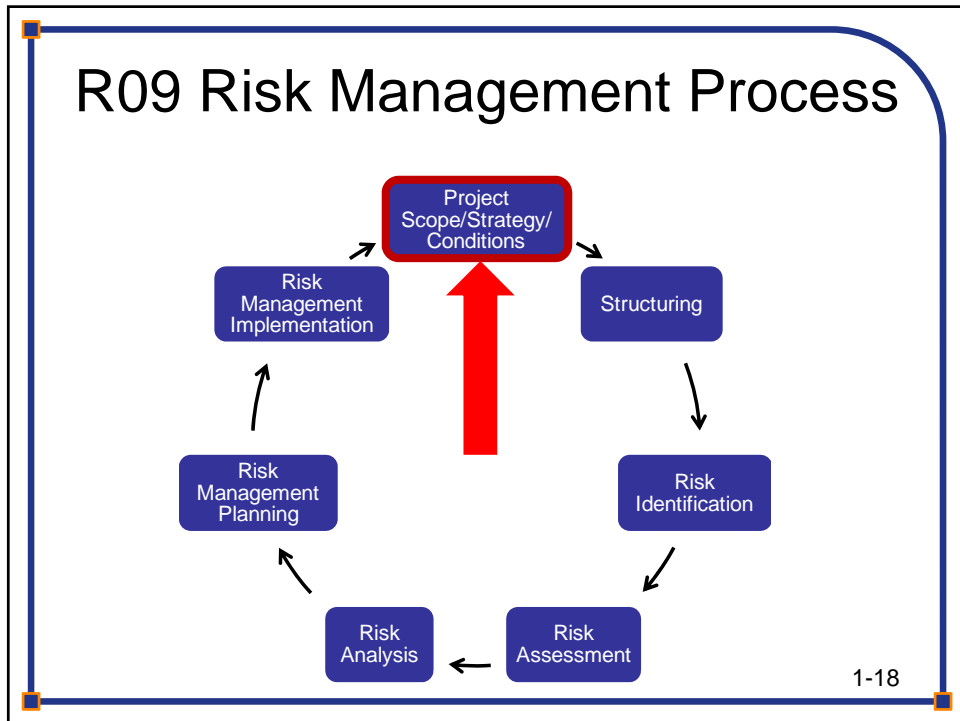 R09 Risk Management Process
Project
Scope/Strategy/
Conditions
Structuring
Risk
Identification
Risk
Assessment
Risk
Analysis
Risk
Management
Planning
Risk
Management
Implementation
1-18